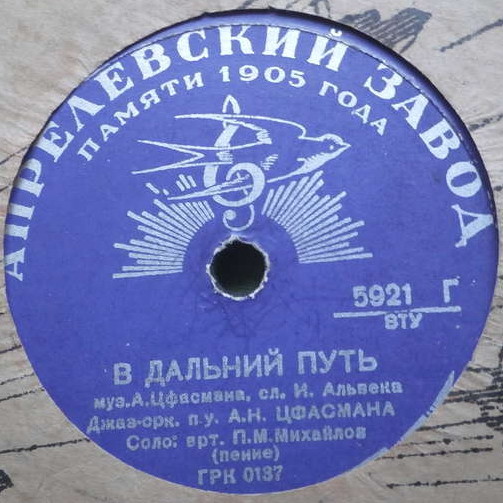 АПРЕЛЕВСКИЙ ЗАВОД
ПАМЯТИ 1905 ГОДА
5921 Г
ВТУ
В ДАЛЬНИЙ ПУТЬ
муз.А.Цфасмана, сл. И. Альвека
Джаз-орк. п.у. А.Н. ЦФАСМАНА
Соло: врт. П.М.Михайлов
(пение)
ГРК 0137